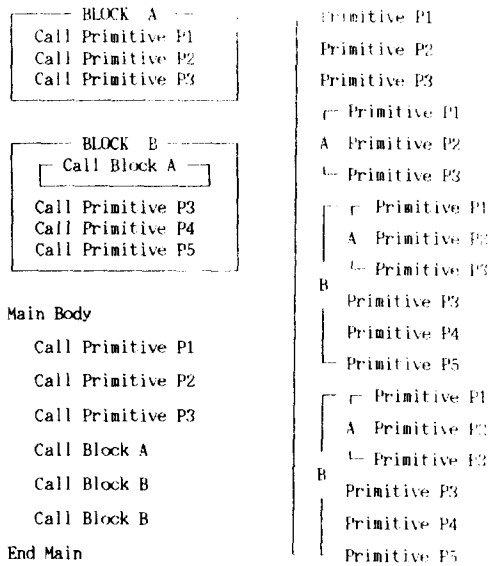 BLOCK A
Call Primitive P1
Call Primitive P2
Call Primitive P3
BLOCK B
Call Block A
Call Primitive P3
Call Primitive P4
Call Primitive P5
Main Body
Call Primitive P1
Call Primitive P2
Call Primitive P3
Call Block A
Call Block B
Call Block B
End Main
Primitive P1
Primitive P2
Primitive P3
Primitive P1
A Primitive P2
Primitive P3
Primitive P1
A Primitive P2
Primitive P3
B
Primitive P3
Primitive P4
Primitive P5
Primitive P1
A Primitive P2
Primitive P3
B
Primitive P3
Primitive P4
Primitive P5